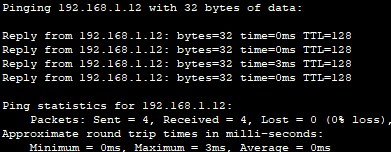 Pinging 192.168.1.12 with 32 bytes of data:
Reply from 192.168.1.12: bytes=32 time=0ms TTL=128
Reply from 192.168.1.12: bytes=32 time=0ms TTL=128
Reply from 192.168.1.12: bytes=32 time=3ms TTL=128
Reply from 192.168.1.12: bytes=32 time=0ms TTL=128
Ping statistics for 192.168.1.12:
Packets: Sent = 4, Received = 4, Lost = 0 (0% loss),
Approximate round trip times in milli-seconds:
Minimum = 0ms, Maximum = 3ms, Average = 0ms